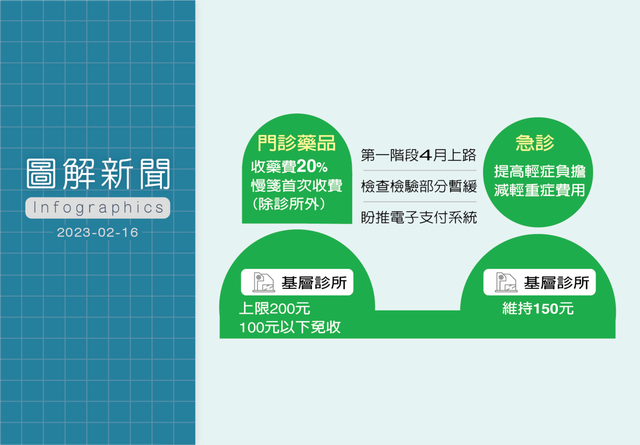 圖解新聞
Infographics
2023-02-16
門診藥品
收藥費20%
慢箋首次收費
(除診所外)
第一階段4月上路
檢查檢驗部分暫緩
盼推電子支付系統
急診
提高輕症負擔
減輕重症費用
基層診所
上限200元
100元以下免收
基層診所
維持150元